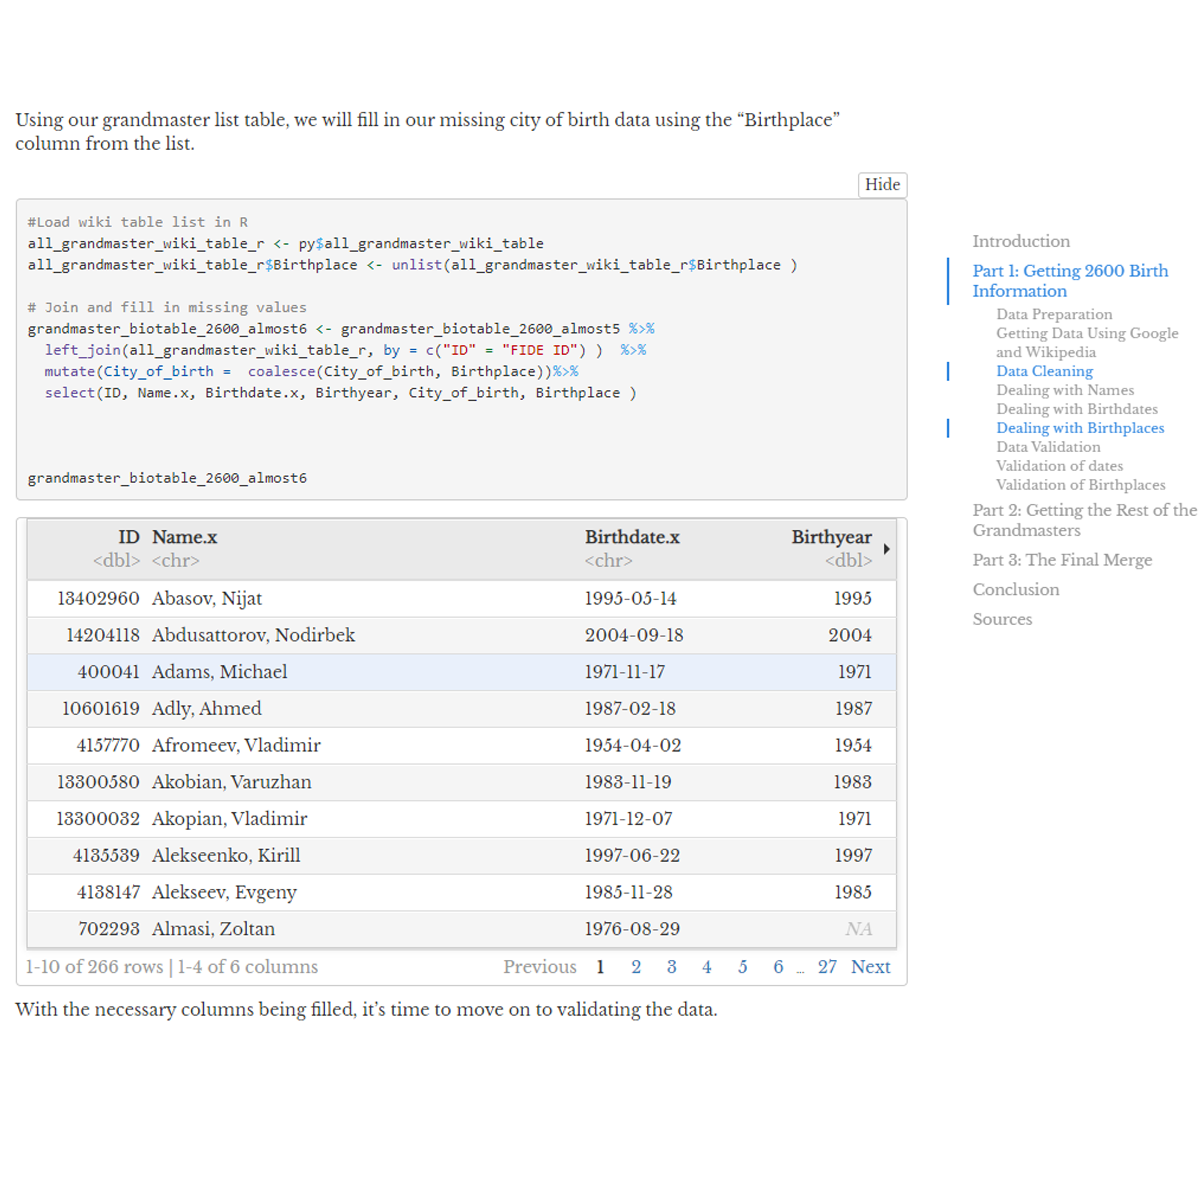 Using our grandmaster list table, we will fill in our missing city of birth data using the “Birthplace”
column from the list.
Hide
#Load wiki table list in R
all_grandmaster_wiki_table_r <- py$all_grandmaster_wiki_table
all_grandmaster_wiki_table_r$Birthplace <- unlist(all_grandmaster_wiki_table_r$Birthplace )
# Join and fill in missing values
grandmaster_biotable_2600_almost6 <- grandmaster_biotable_2600_almost5 %>%
left_join(all_grandmaster_wiki_table_r, by = c("ID" = "FIDE ID") ) %>%
mutate(City_of_birth = coalesce(City_of_birth, Birthplace))%>%
select(ID, Name.x, Birthdate.x, Birthyear, City_of_birth, Birthplace )
grandmaster_biotable_2600_almost6
ID Name.x Birthdate.x Birthyear
<dbl> <chr> <chr> <dbl>
13402960 Abasov, Nijat 1995-05-14 1995
14204118 Abdusattorov, Nodirbek 2004-09-18 2004
400041 Adams, Michael 1971-11-17 1971
10601619 Adly, Ahmed 1987-02-18 1987
4157770 Afromeev, Vladimir 1954-04-02 1954
13300580 Akobian, Varuzhan 1983-11-19 1983
13300032 Akopian, Vladimir 1971-12-07 1971
4135539 Alekseenko, Kirill 1997-06-22 1997
4138147 Alekseev, Evgeny 1985-11-28 1985
702293 Almasi, Zoltan 1976-08-29 NA
1-10 of 266 rows | 1-4 of 6 columns Previous 1 2 3 4 5 6 ... 27 Next
With the necessary columns being filled, it’s time to move on to validating the data.
Introduction
Part 1: Getting 2600 Birth
Information
Data Preparation
Getting Data Using Google
and Wikipedia
Data Cleaning
Dealing with Names
Dealing with Birthdates
Dealing with Birthplaces
Data Validation
Validation of dates
Validation of Birthplaces
Part 2: Getting the Rest of the
Grandmasters
Part 3: The Final Merge
Conclusion
Sources